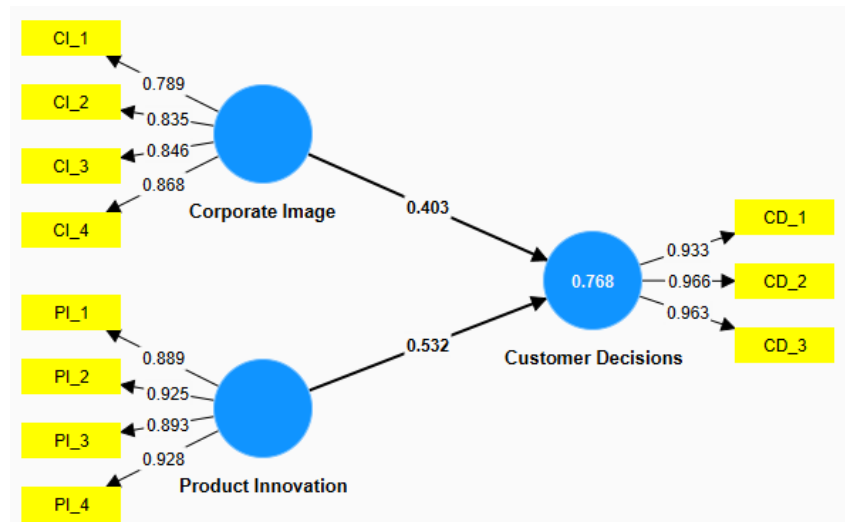 CI_1
0.789
CI_2
0.835
CI_3
0.846
0.868
CI_4
Corporate Image
0.403
PI_1
0.889
PI_2
0.925
PI_3
0.893
0.928
PI_4
Product Innovation
0.532
0.768
Customer Decisions
0.933
CD_1
0.966
CD_2
0.963
CD_3